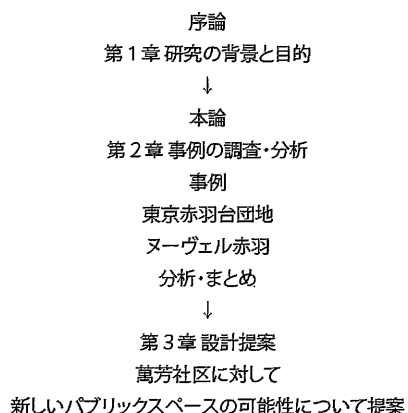 序論
第1章 研究の背景と目的
↓
本論
第2章 事例の調査・分析
事例
東京赤羽台団地
ヌーヴェル赤羽
分析・まとめ
↓
第3章 設計提案
萬芳社区に対して
新しいパブリックスペースの可能性について提案